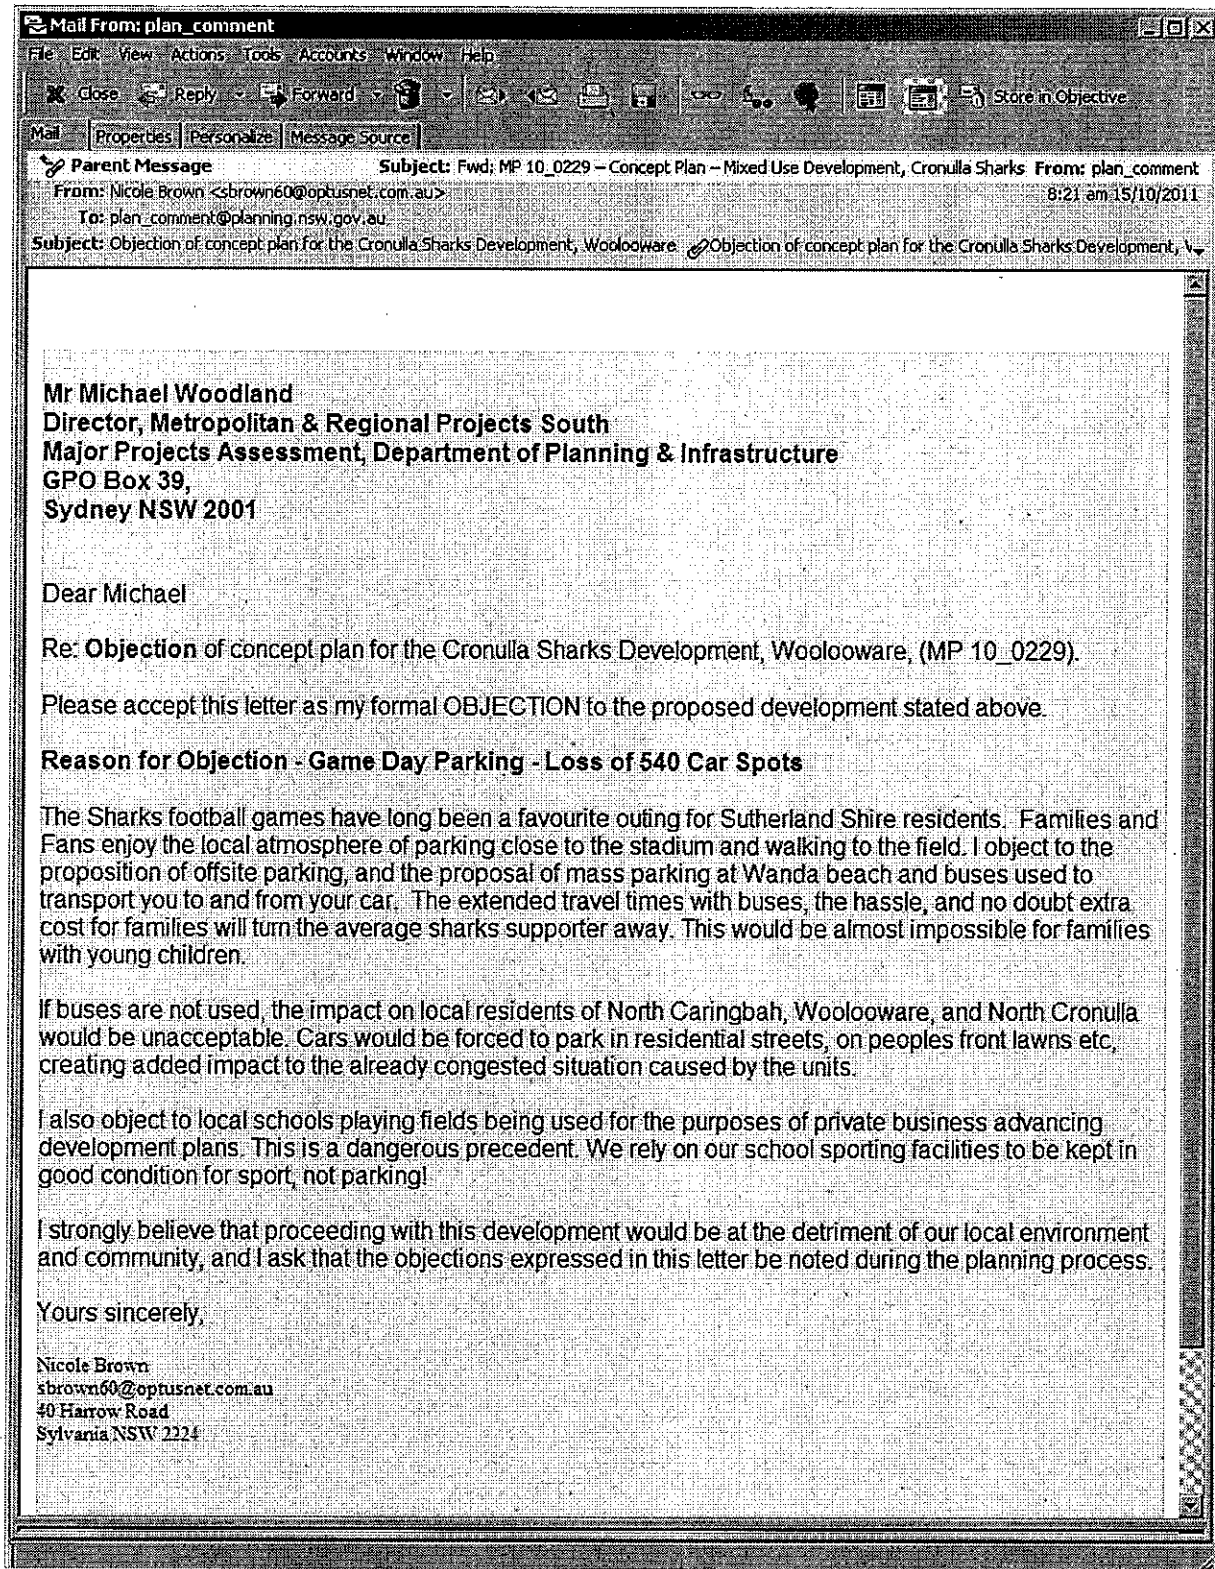 Mail From: plan_comment
File Edit View Actions Tools Accounts Window Help
Close Reply Forward Store in Objective
Mail Properties Personalize Message Source
Parent Message Subject: Fwd: MP 10_0229 – Concept Plan – Mixed Use Development, Cronulla Sharks From: plan_comment
From: Nicole Brown <sbrown60@optusnet.com.au> 8:21 am 15/10/2011
To: plan_comment@planning.nsw.gov.au
Subject: Objection of concept plan for the Cronulla Sharks Development, Woolooware Objection of concept plan for the Cronulla Sharks Development, V
Mr Michael Woodland
Director, Metropolitan & Regional Projects South
Major Projects Assessment, Department of Planning & Infrastructure
GPO Box 39,
Sydney NSW 2001
Dear Michael
Re: Objection of concept plan for the Cronulla Sharks Development, Woolooware, (MP 10_0229).
Please accept this letter as my formal OBJECTION to the proposed development stated above.
Reason for Objection - Game Day Parking - Loss of 540 Car Spots
The Sharks football games have long been a favourite outing for Sutherland Shire residents. Families and
Fans enjoy the local atmosphere of parking close to the stadium and walking to the field. I object to the
proposition of offsite parking, and the proposal of mass parking at Wanda beach and buses used to
transport you to and from your car. The extended travel times with buses, the hassle, and no doubt extra
cost for families will turn the average sharks supporter away. This would be almost impossible for families
with young children.
If buses are not used, the impact on local residents of North Caringbah, Woolooware, and North Cronulla
would be unacceptable. Cars would be forced to park in residential streets, on peoples front lawns etc,
creating added impact to the already congested situation caused by the units.
I also object to local schools playing fields being used for the purposes of private business advancing
development plans. This is a dangerous precedent. We rely on our school sporting facilities to be kept in
good condition for sport, not parking!
I strongly believe that proceeding with this development would be at the detriment of our local environment
and community, and I ask that the objections expressed in this letter be noted during the planning process.
Yours sincerely,
Nicole Brown
sbrown60@optusnet.com.au
40 Harrow Road
Sylvania NSW 2224